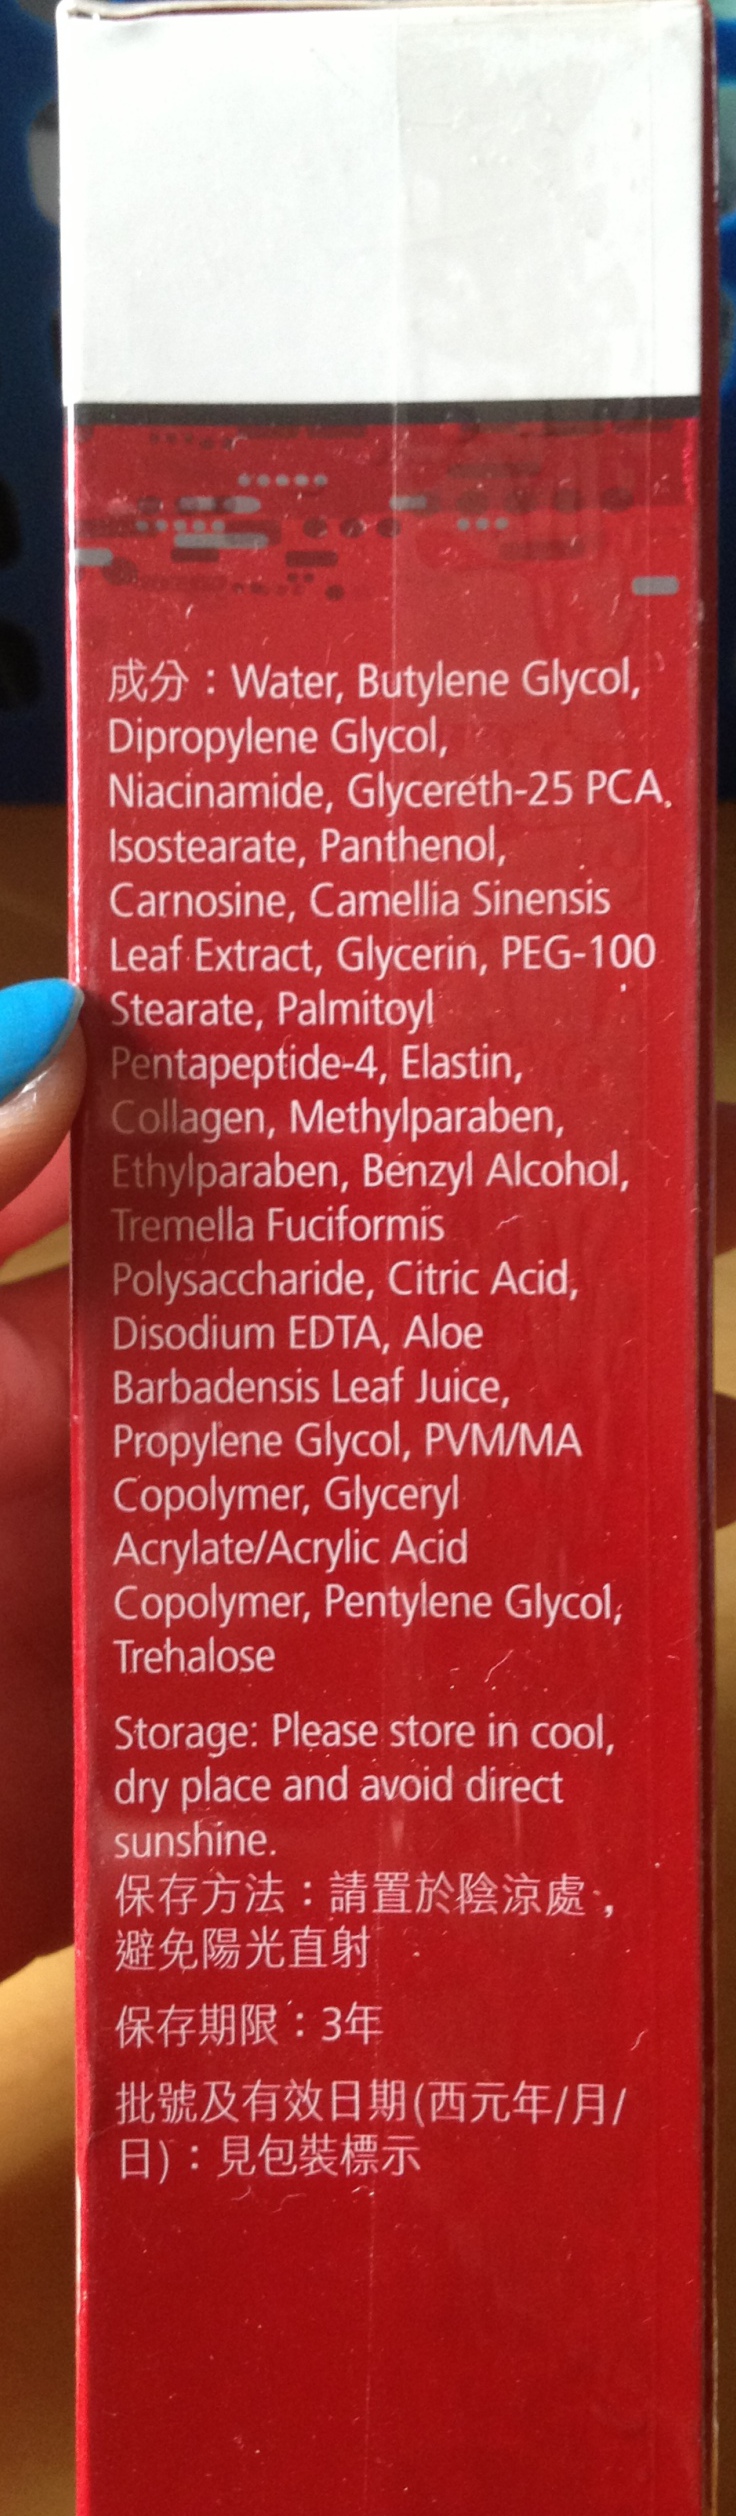 成分：Water, Butylene Glycol,
Dipropylene Glycol,
Niacinamide, Glycereth-25 PCA
Isostearate, Panthenol,
Carnosine, Camellia Sinensis
Leaf Extract, Glycerin, PEG-100
Stearate, Palmitoyl
Pentapeptide-4, Elastin,
Collagen, Methylparaben,
Ethylparaben, Benzyl Alcohol,
Tremella Fuciformis
Polysaccharide, Citric Acid,
Disodium EDTA, Aloe
Barbadensis Leaf Juice,
Propylene Glycol, PVM/MA
Copolymer, Glyceryl
Acrylate/Acrylic Acid
Copolymer, Pentylene Glycol,
Trehalose
Storage: Please store in cool,
dry place and avoid direct
sunshine.
保存方法：請置於陰涼處，
避免陽光直射
保存期限：3年
批號及有效日期(西元年/月/
日)：見包裝標示